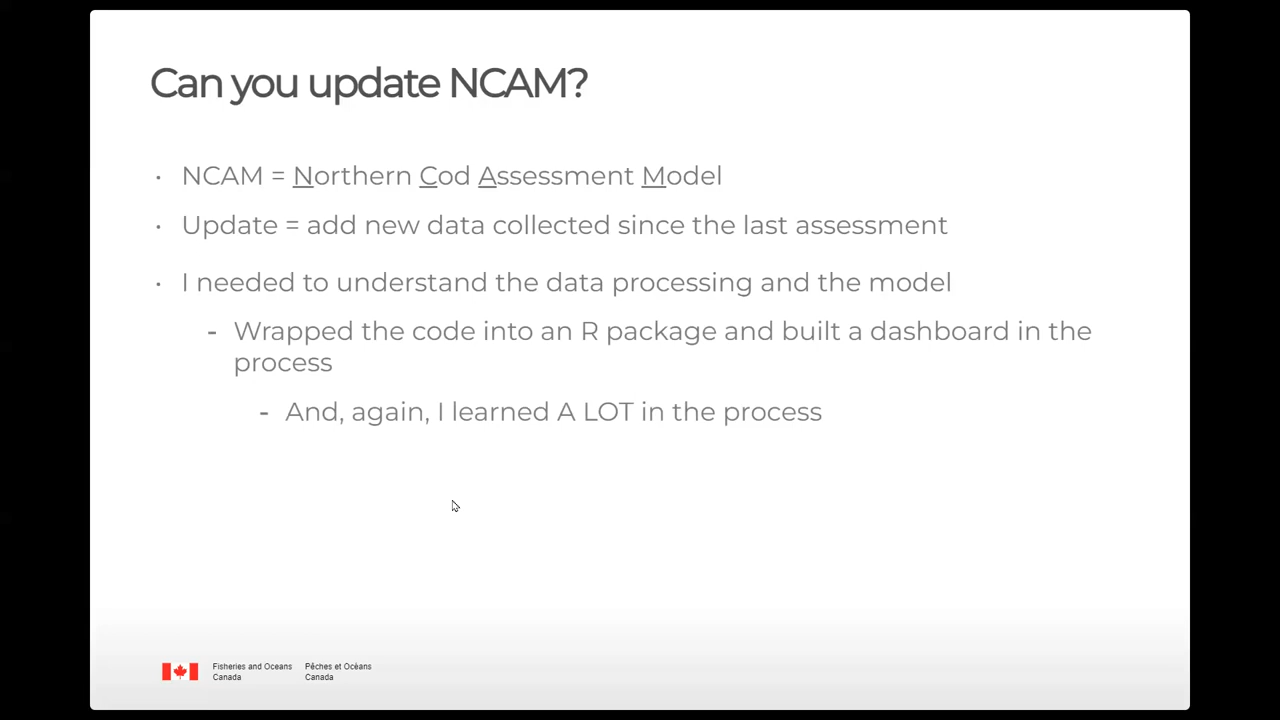 Can you update NCAM?
· NCAM = Northern Cod Assessment Model
· Update = add new data collected since the last assessment
· I needed to understand the data processing and the model
- Wrapped the code into an R package and built a dashboard in the
process
- And, again, I learned A LOT in the process
Fisheries and Oceans
Canada
Pêches et Océans
Canada